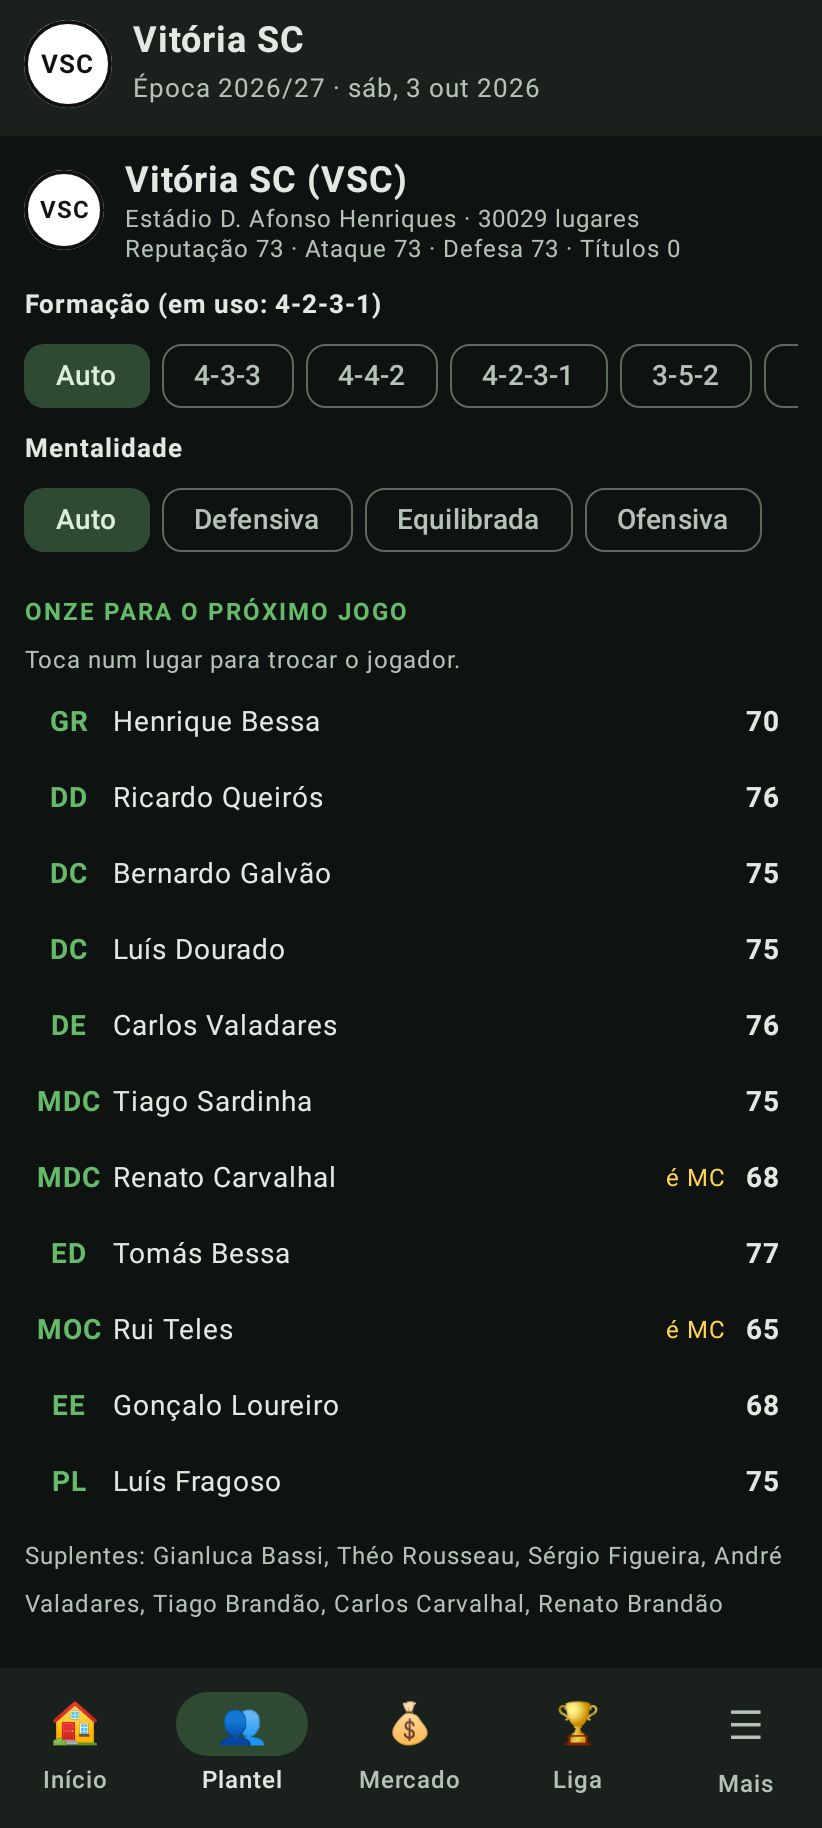 VSC
Vitória SC
Época 2026/27 · sáb, 3 out 2026
VSC
Vitória SC (VSC)
Estádio D. Afonso Henriques · 30029 lugares
Reputação 73 · Ataque 73 · Defesa 73 · Títulos 0
Formação (em uso: 4-2-3-1)
Auto 4-3-3 4-4-2 4-2-3-1 3-5-2
Mentalidade
Auto Defensiva Equilibrada Ofensiva
ONZE PARA O PRÓXIMO JOGO
Toca num lugar para trocar o jogador.
GR Henrique Bessa 70
DD Ricardo Queirós 76
DC Bernardo Galvão 75
DC Luís Dourado 75
DE Carlos Valadares 76
MDC Tiago Sardinha 75
MDC Renato Carvalhal é MC 68
ED Tomás Bessa 77
MOC Rui Teles é MC 65
EE Gonçalo Loureiro 68
PL Luís Fragoso 75
Suplentes: Gianluca Bassi, Théo Rousseau, Sérgio Figueira, André
Valadares, Tiago Brandão, Carlos Carvalhal, Renato Brandão
Início Plantel Mercado Liga Mais